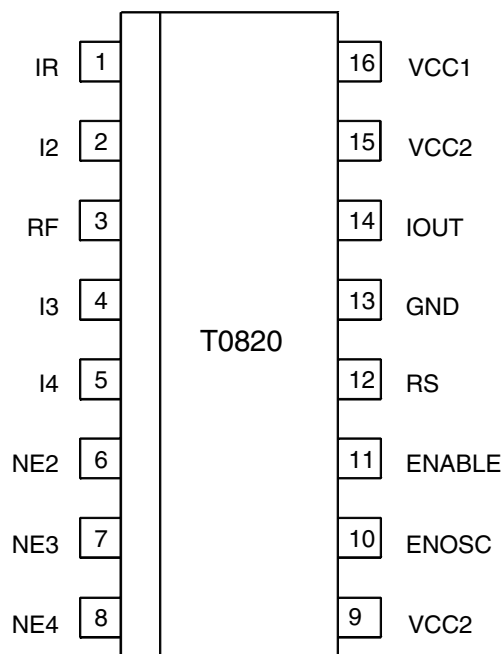 IR 1 16 VCC1
I2 2 15 VCC2
RF 3 14 IOUT
I3 4 13 GND
T0820
I4 5 12 RS
NE2 6 11 ENABLE
NE3 7 10 ENOSC
NE4 8 9 VCC2